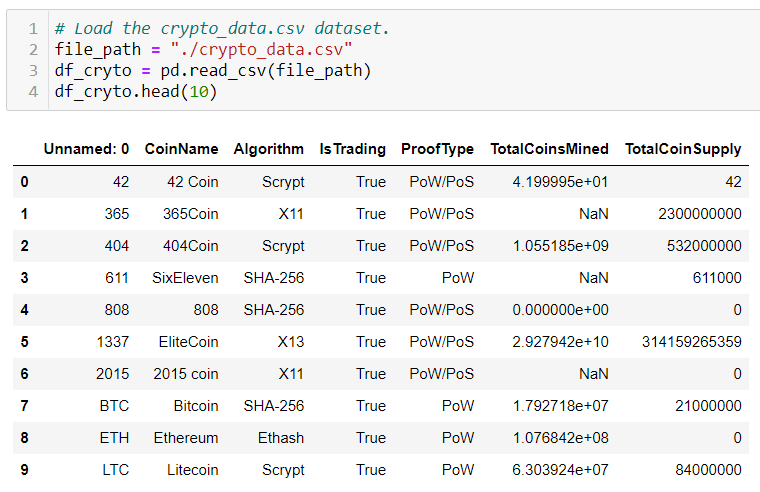 1 # Load the crypto_data.csv dataset.
2 file_path = "./crypto_data.csv"
3 df_cryto = pd.read_csv(file_path)
4 df_cryto.head(10)
Unnamed: 0 CoinName Algorithm IsTrading ProofType TotalCoinsMined TotalCoinSupply
0 42 42 Coin Scrypt True PoW/PoS 4.199995e+01 42
1 365 365Coin X11 True PoW/PoS NaN 2300000000
2 404 404Coin Scrypt True PoW/PoS 1.055185e+09 532000000
3 611 SixEleven SHA-256 True PoW NaN 611000
4 808 808 SHA-256 True PoW/PoS 0.000000e+00 0
5 1337 EliteCoin X13 True PoW/PoS 2.927942e+10 314159265359
6 2015 2015 coin X11 True PoW/PoS NaN 0
7 BTC Bitcoin SHA-256 True PoW 1.792718e+07 21000000
8 ETH Ethereum Ethash True PoW 1.076842e+08 0
9 LTC Litecoin Scrypt True PoW 6.303924e+07 84000000